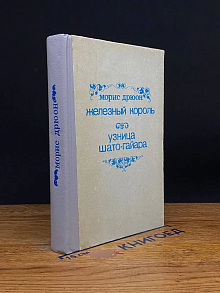 морис дрюон
железный король
узница
шато-гайара
морис дрюон
КНИГОЕД